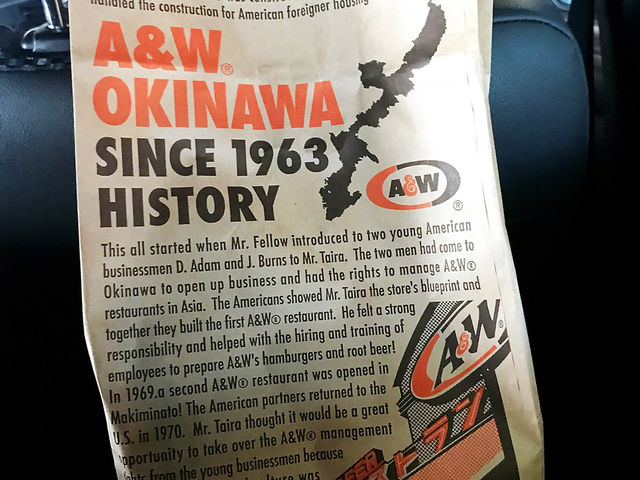 handled the construction for American foreigner housing
A&W®
OKINAWA
SINCE 1963
HISTORY
A&W®
This all started when Mr. Fellow introduced to two young American
businessmen D. Adam and J. Burns to Mr. Taira. The two men had come to
Okinawa to open up business and had the rights to manage A&W®
restaurants in Asia. The Americans showed Mr. Taira the store's blueprint and
together they built the first A&W® restaurant. He felt a strong
responsibility and helped with the hiring and training of
employees to prepare A&W's hamburgers and root beer!
In 1969.a second A&W® restaurant was opened in
Makiminato! The American partners returned to the
U.S. in 1970. Mr. Taira thought it would be a great
opportunity to take over the A&W® management
from the young businessmen because
was
A&W®
BEER
ストラン